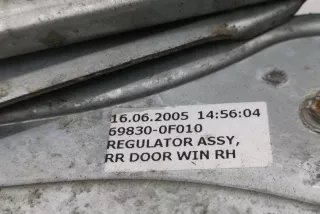 16.06.2005 14:56:04
69830-0F010
REGULATOR ASSY,
RR DOOR WIN RH